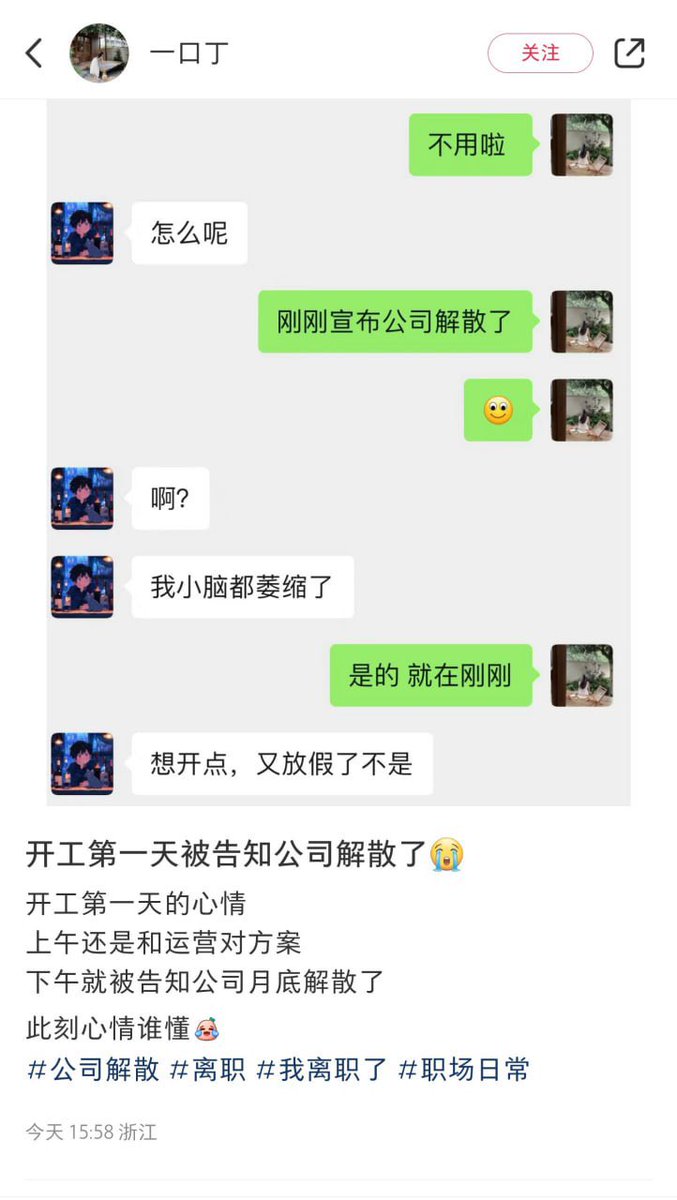 一口丁
关注
不用啦
怎么呢
刚刚宣布公司解散了
🙂
啊?
我小脑都萎缩了
是的 就在刚刚
想开点，又放假了不是
开工第一天被告知公司解散了😭
开工第一天的心情
上午还是和运营对方案
下午就被告知公司月底解散了
此刻心情谁懂
#公司解散 #离职 #我离职了 #职场日常
今天 15:58 浙江